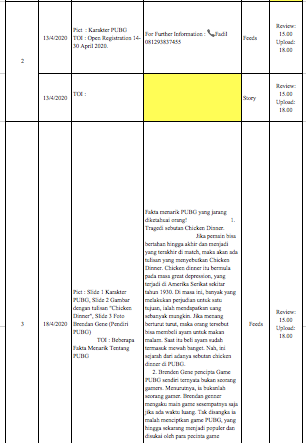 2
13/4/2020
Pict : Karakter PUBG
TOI : Open Registration 14-
30 April 2020.
For Further Information : 📞Fadil
081293837455
Feeds
Review:
15.00
Upload:
18.00
13/4/2020
TOI :
Story
Review:
15.00
Upload:
18.00
3
18/4/2020
Pict : Slide 1 Karakter
PUBG, Slide 2 Gambar
dengan tulisan "Chicken
Dinner", Slide 3 Foto
Brendan Gene (Pendiri
PUBG)
TOI : Beberapa
Fakta Menarik Tentang
PUBG
Fakta menarik PUBG yang jarang
diketahui orang!
1.
Tragedi sebutan Chicken Dinner.
Jika pemain bisa
bertahan hingga akhir dan menjadi
yang terakhir di match, maka akan ada
tulisan yang menyebutkan Chicken
Dinner. Chicken dinner itu bermula
pada masa great depression, yang
terjadi di Amerika Serikat sekitar
tahun 1930. Di masa ini, banyak yang
melakukan perjudian untuk satu
tujuan, ialah mendapatkan uang
sebanyak mungkin. Jika menang
berturut turut, maka orang tersebut
bisa membeli ayam untuk makan
malam. Saat itu beli ayam sudah
termasuk mewah banget. Nah, ini
sejarah dari adanya sebutan chicken
dinner di PUBG.
2. Brenden Gene pencipta Game
PUBG sendiri ternyata bukan seorang
gamers. Menurutnya, ia bukanlah
seorang gamer. Brendan genner
mengaku main game sesempatnya saja
jika ada waktu luang. Tak disangka ia
malah menciptkan game PUBG, yang
hingga sekarang menjadi populer dan
disukai oleh para pecinta game
Feeds
Review:
15.00
Upload:
18.00